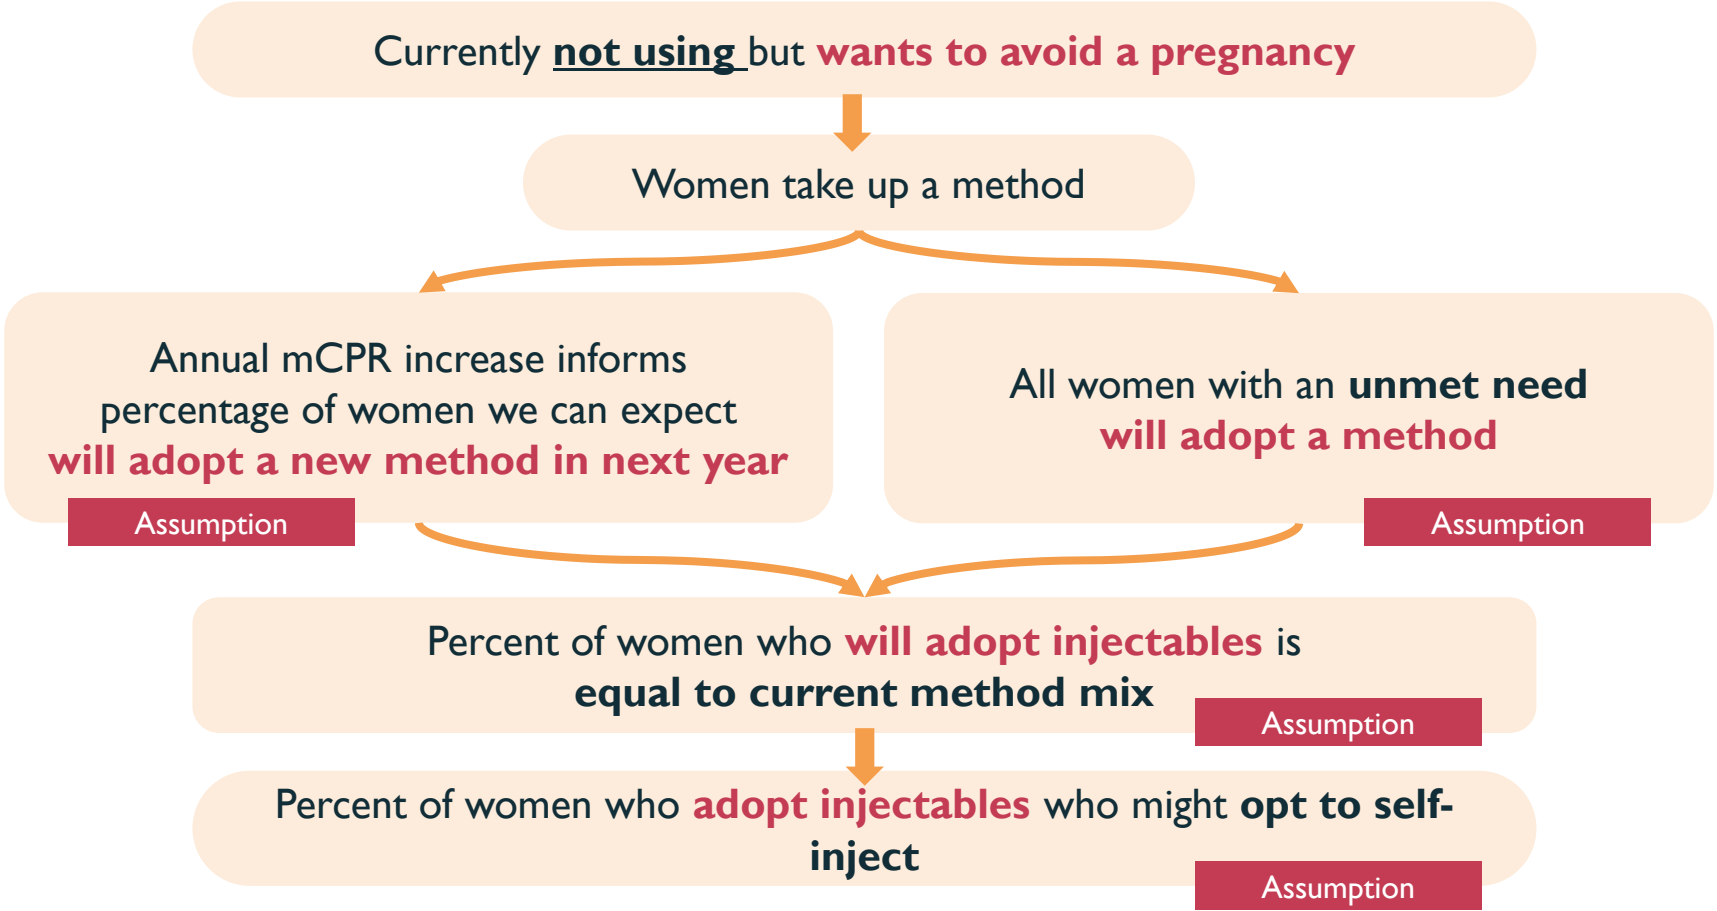 Currently not using but wants to avoid a pregnancy
Women take up a method
Annual mCPR increase informs
percentage of women we can expect
will adopt a new method in next year
Assumption
All women with an unmet need
will adopt a method
Assumption
Percent of women who will adopt injectables is
equal to current method mix
Assumption
Percent of women who adopt injectables who might opt to self-
inject
Assumption